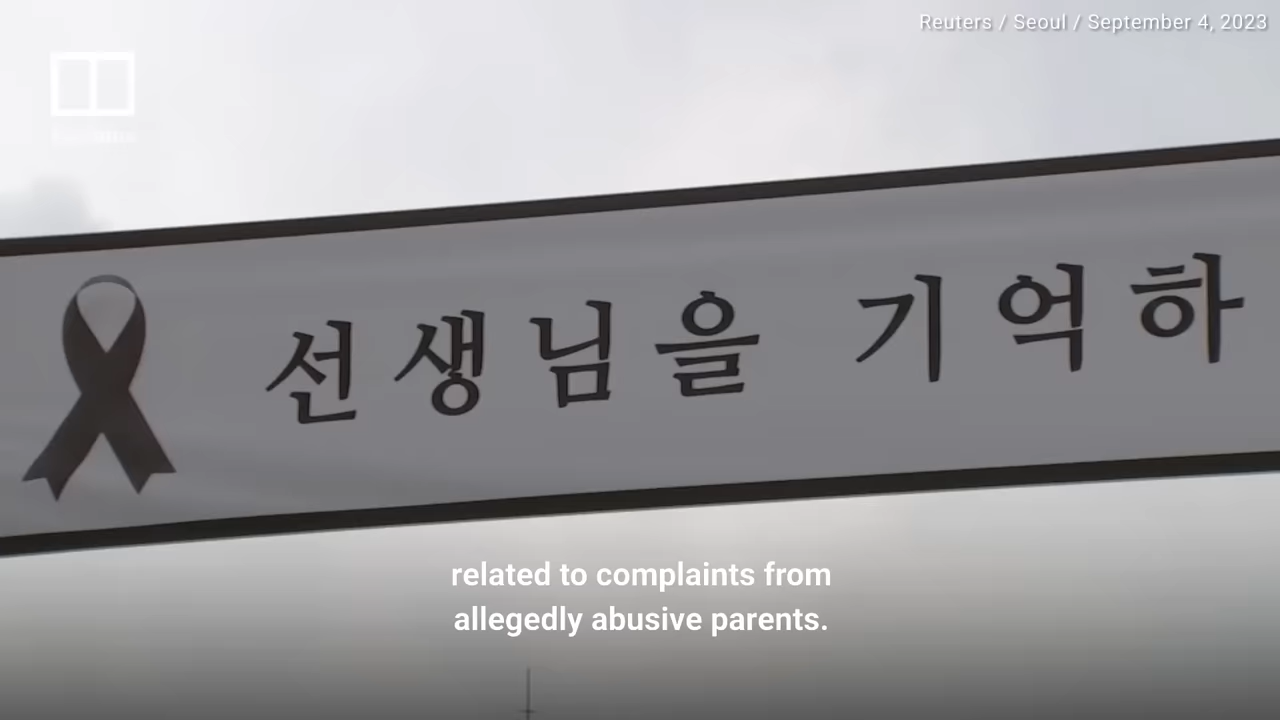 Reuters / Seoul / September 4, 2023
선생님을 기억하
related to complaints from
allegedly abusive parents.